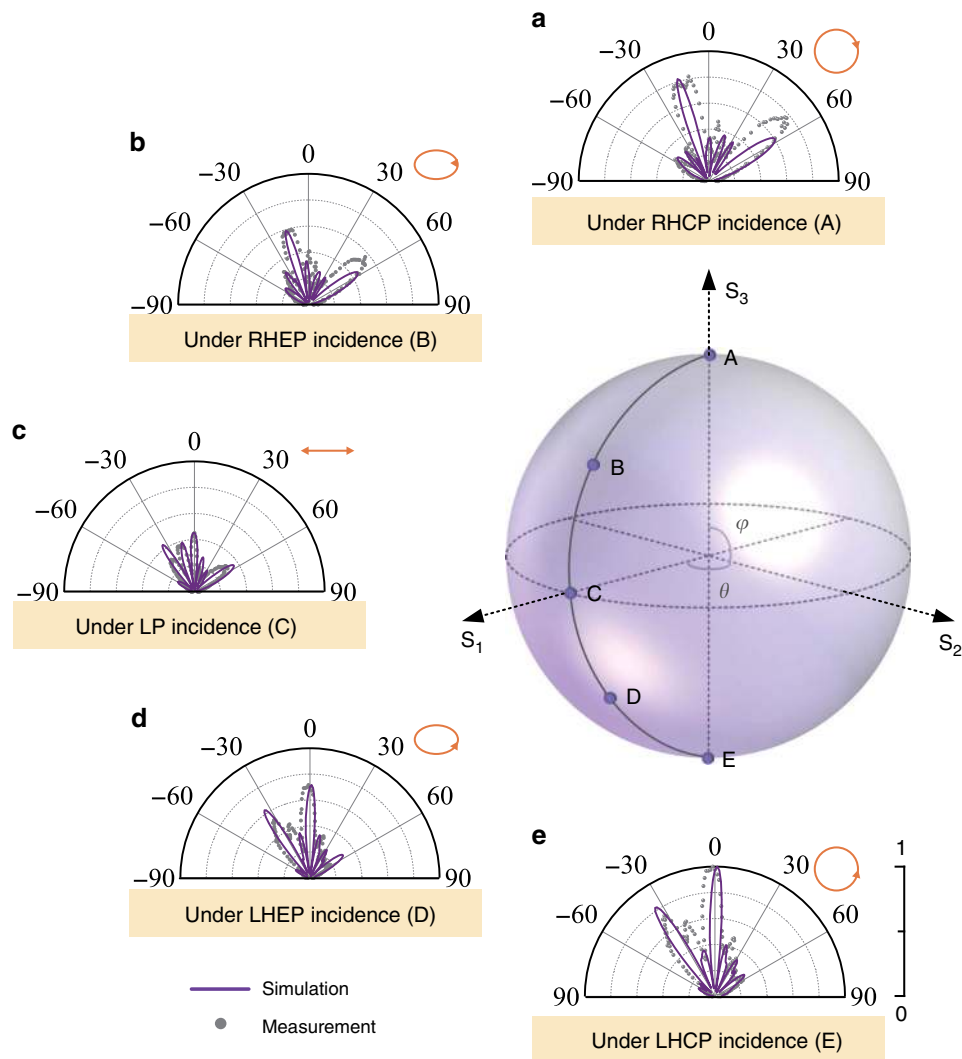 a
0
−30 30
−60 60
−90 90
Under RHCP incidence (A)
b
0
−30 30
−60 60
−90 90
Under RHEP incidence (B)
c
0
−30 30
−60 60
−90 90
Under LP incidence (C)
d
0
−30 30
−60 60
−90 90
Under LHEP incidence (D)
Simulation
Measurement
S3
A
B
φ
θ
C
S1
S2
D
E
e
0
−30 30
−60 60
90 90
1
0
Under LHCP incidence (E)